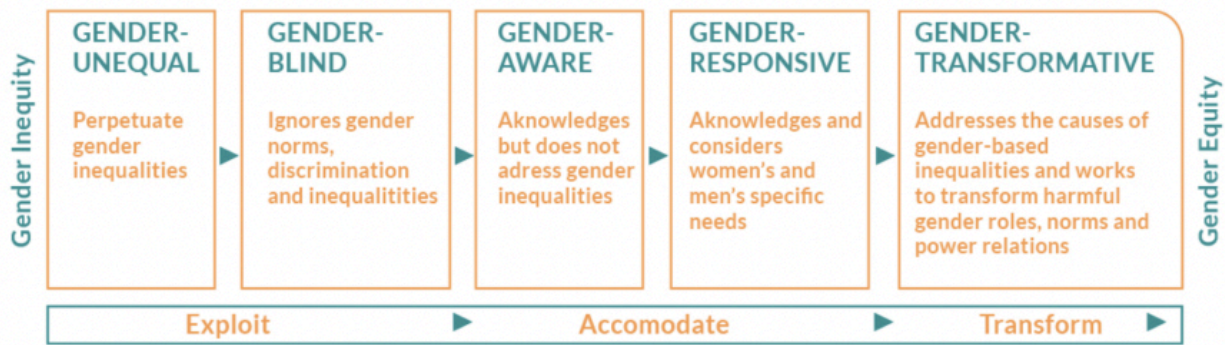 Gender Inequity
GENDER-
UNEQUAL
Perpetuate
gender
inequalities
GENDER-
BLIND
Ignores gender
norms,
discrimination
and inequalitities
GENDER-
AWARE
Aknowledges
but does not
adress gender
inequalities
GENDER-
RESPONSIVE
Aknowledges and
considers
women's and
men's specific
needs
GENDER-
TRANSFORMATIVE
Addresses the causes of
gender-based
inequalities and works
to transform harmful
gender roles, norms and
power relations
Gender Equity
Exploit
Accomodate
Transform